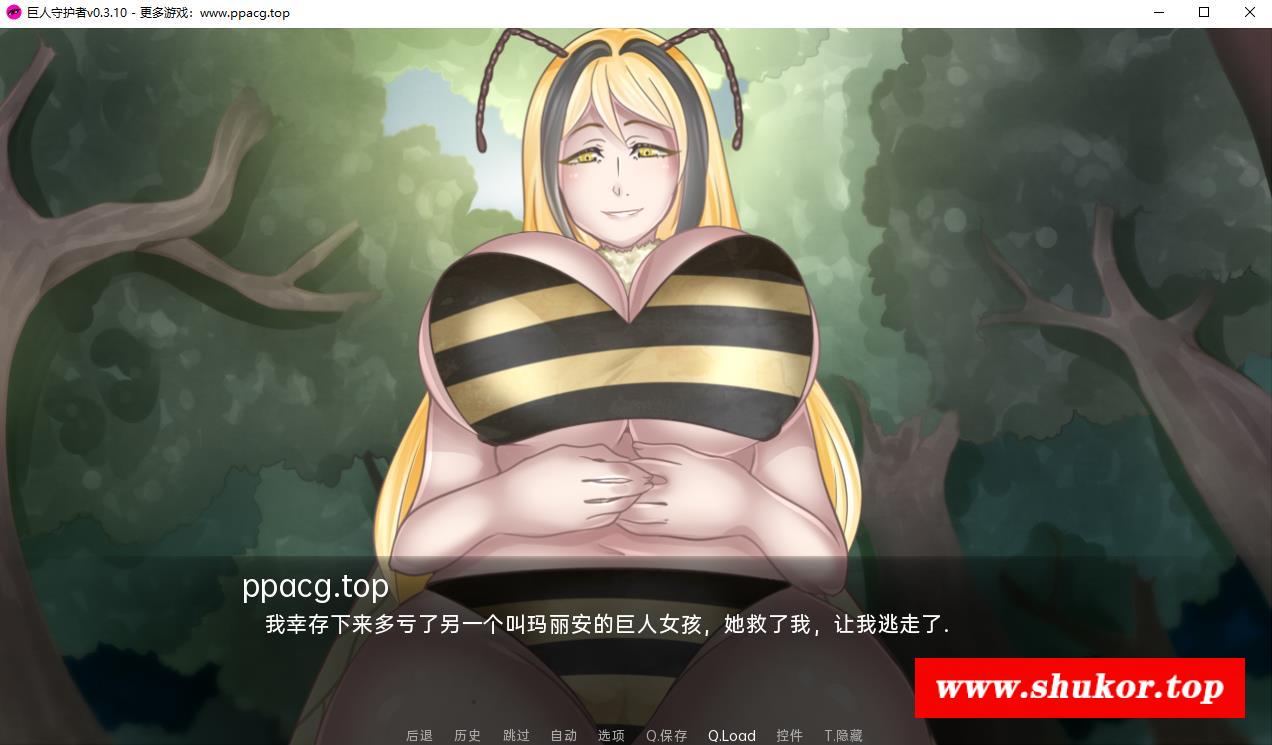 巨人守护者v0.3.10 - 更多游戏：www.ppacg.top
ppacg.top
我幸存下来多亏了另一个叫玛丽安的巨人女孩，她救了我，让我逃走了.
www.shukor.top
后退 历史 跳过 自动 选项 Q.保存 Q.Load 控件 T.隐藏